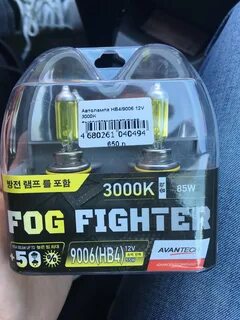 Автолампа HB4/9006 12V
3000K
4 680261 040494
650 л
방전 램프 를 포함
3000K
85W
FOG FIGHTER
+50
9006(HB4)
12V
55W
AVANTECH